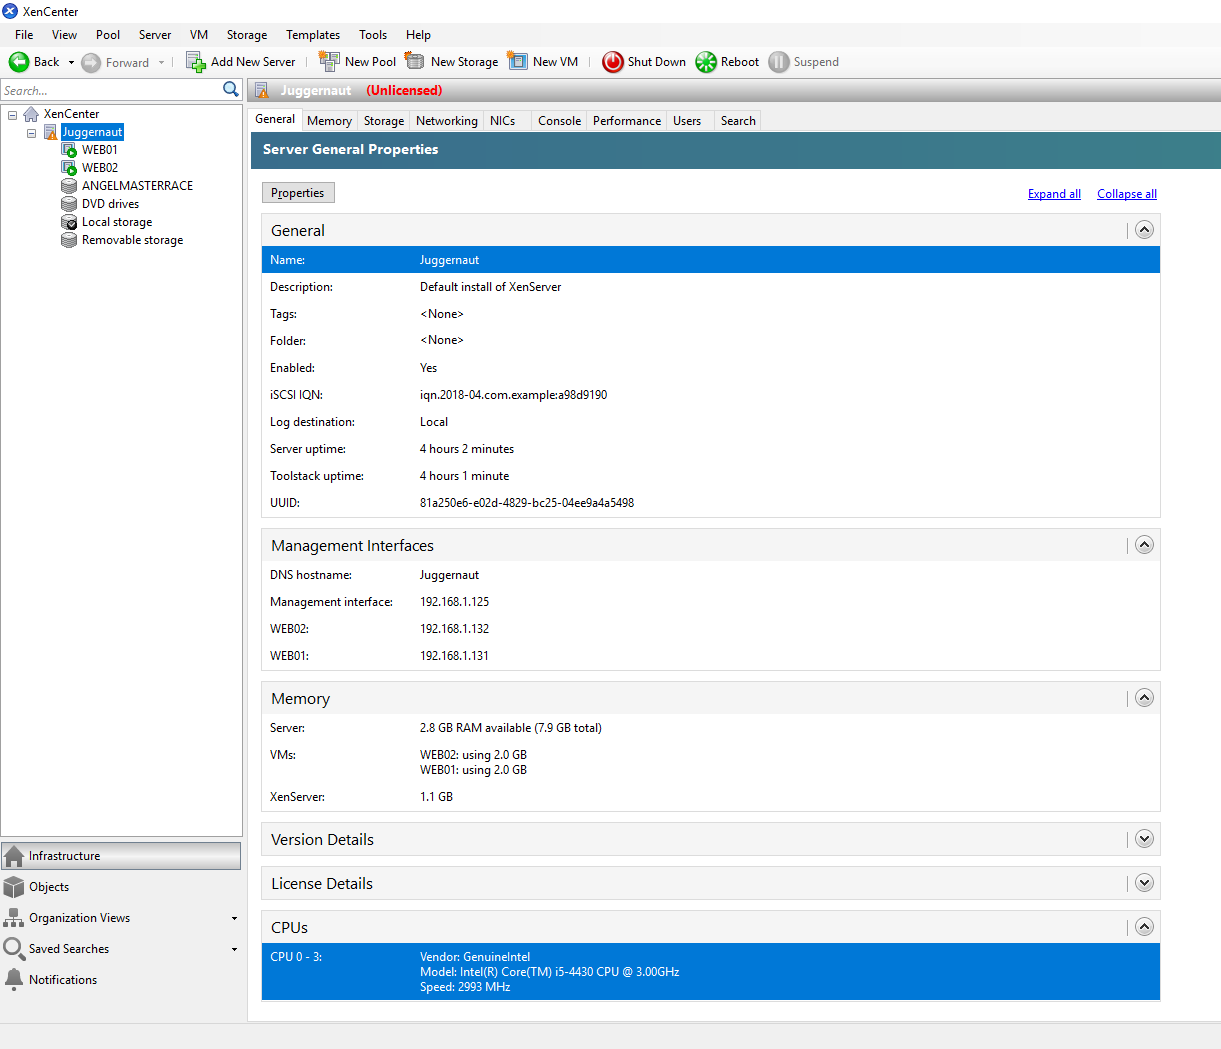 XenCenter
File View Pool Server VM Storage Templates Tools Help
Back Forward Add New Server New Pool New Storage New VM Shut Down Reboot Suspend
Search...
Juggernaut (Unlicensed)
XenCenter
Juggernaut
WEB01
WEB02
ANGELMASTERRACE
DVD drives
Local storage
Removable storage
Infrastructure
Objects
Organization Views
Saved Searches
Notifications
General Memory Storage Networking NICs Console Performance Users Search
Server General Properties
Properties
Expand all Collapse all
General
Name: Juggernaut
Description: Default install of XenServer
Tags: <None>
Folder: <None>
Enabled: Yes
iSCSI IQN: iqn.2018-04.com.example:a98d9190
Log destination: Local
Server uptime: 4 hours 2 minutes
Toolstack uptime: 4 hours 1 minute
UUID: 81a250e6-e02d-4829-bc25-04ee9a4a5498
Management Interfaces
DNS hostname: Juggernaut
Management interface: 192.168.1.125
WEB02: 192.168.1.132
WEB01: 192.168.1.131
Memory
Server: 2.8 GB RAM available (7.9 GB total)
VMs: WEB02: using 2.0 GB
WEB01: using 2.0 GB
XenServer: 1.1 GB
Version Details
License Details
CPUs
CPU 0 - 3: Vendor: GenuineIntel
Model: Intel(R) Core(TM) i5-4430 CPU @ 3.00GHz
Speed: 2993 MHz